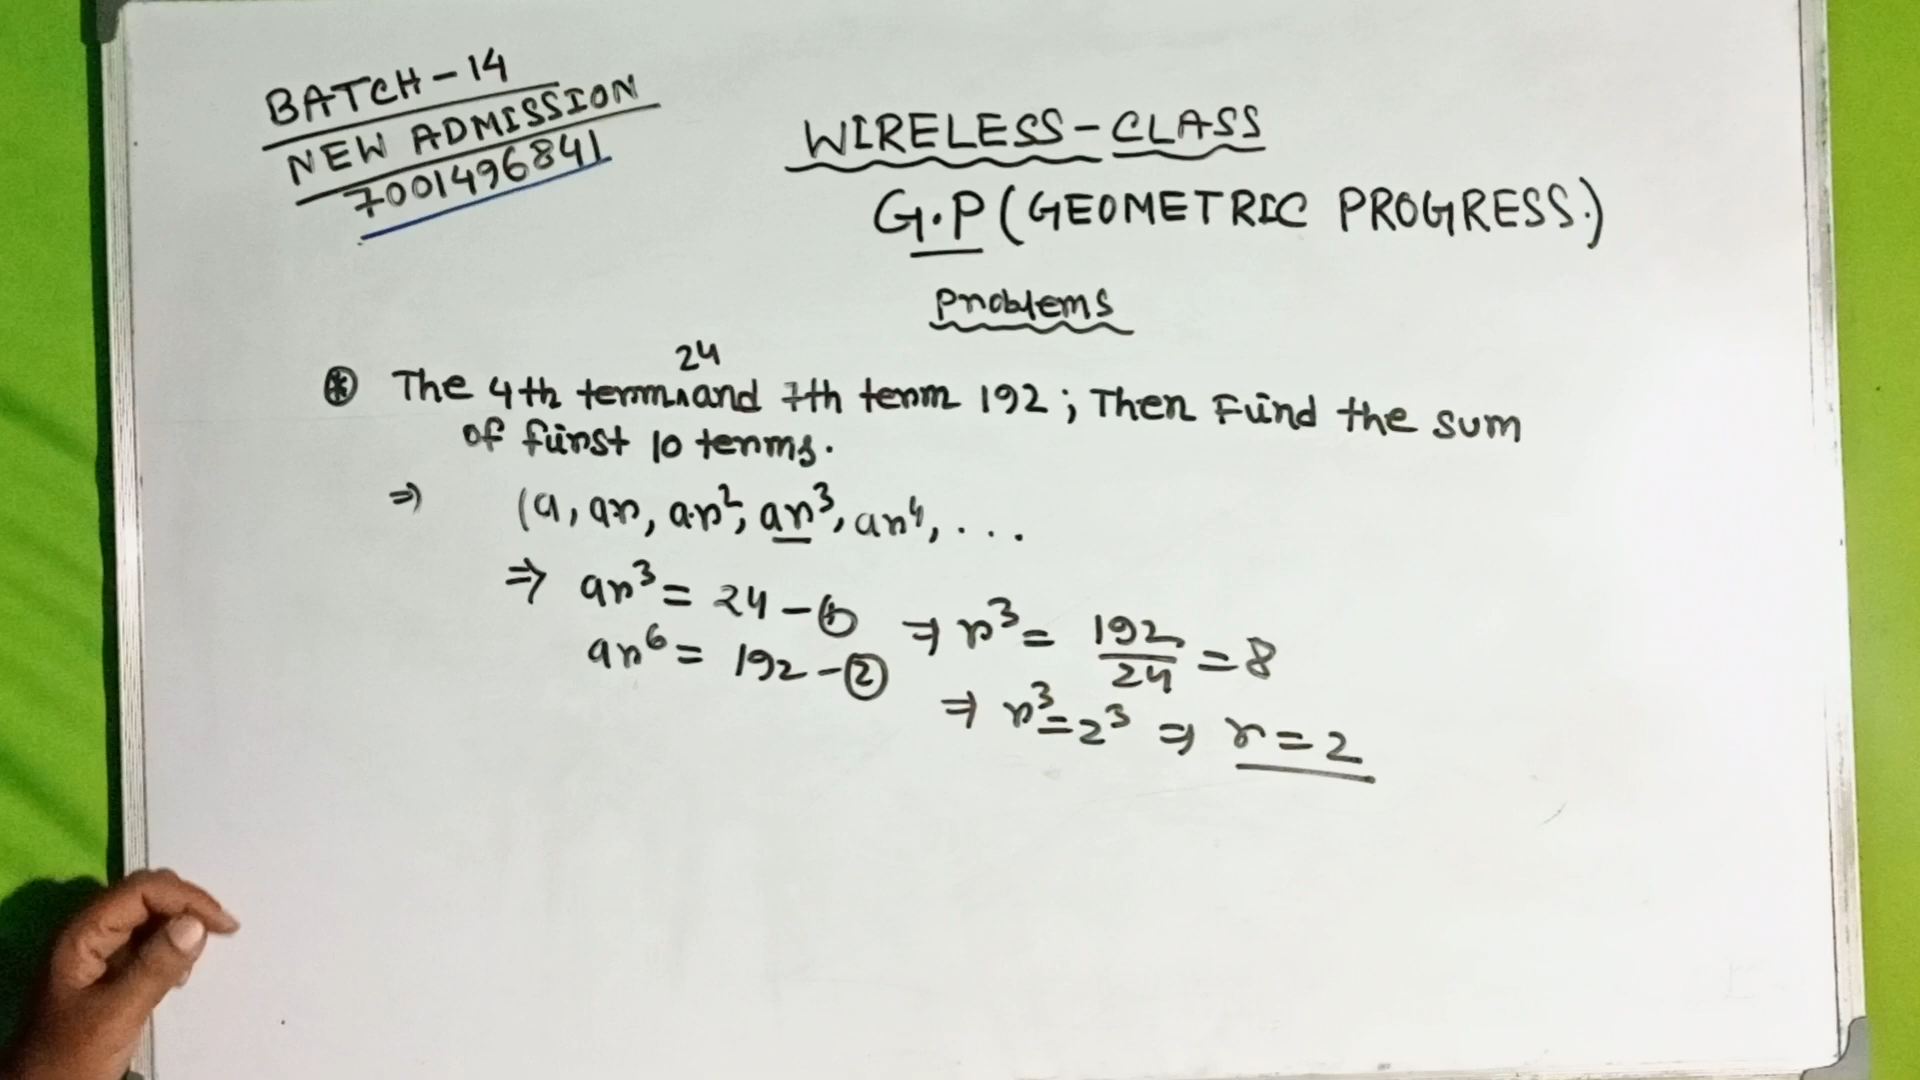 BATCH-14
NEW ADMISSION
7001496841
WIRELESS-CLASS
G.P (GEOMETRIC PROGRESS.)
Problems
24
⊛ The 4th term∧and 7th term 192; Then Find the sum
of first 10 terms.
⇒ (a, ar, ar², ar³, ar⁴, ...
⇒ ar³ = 24 - ① ⇒ r³ = 192/24 = 8
ar⁶ = 192 - ②
⇒ r³ = 2³ ⇒ r = 2